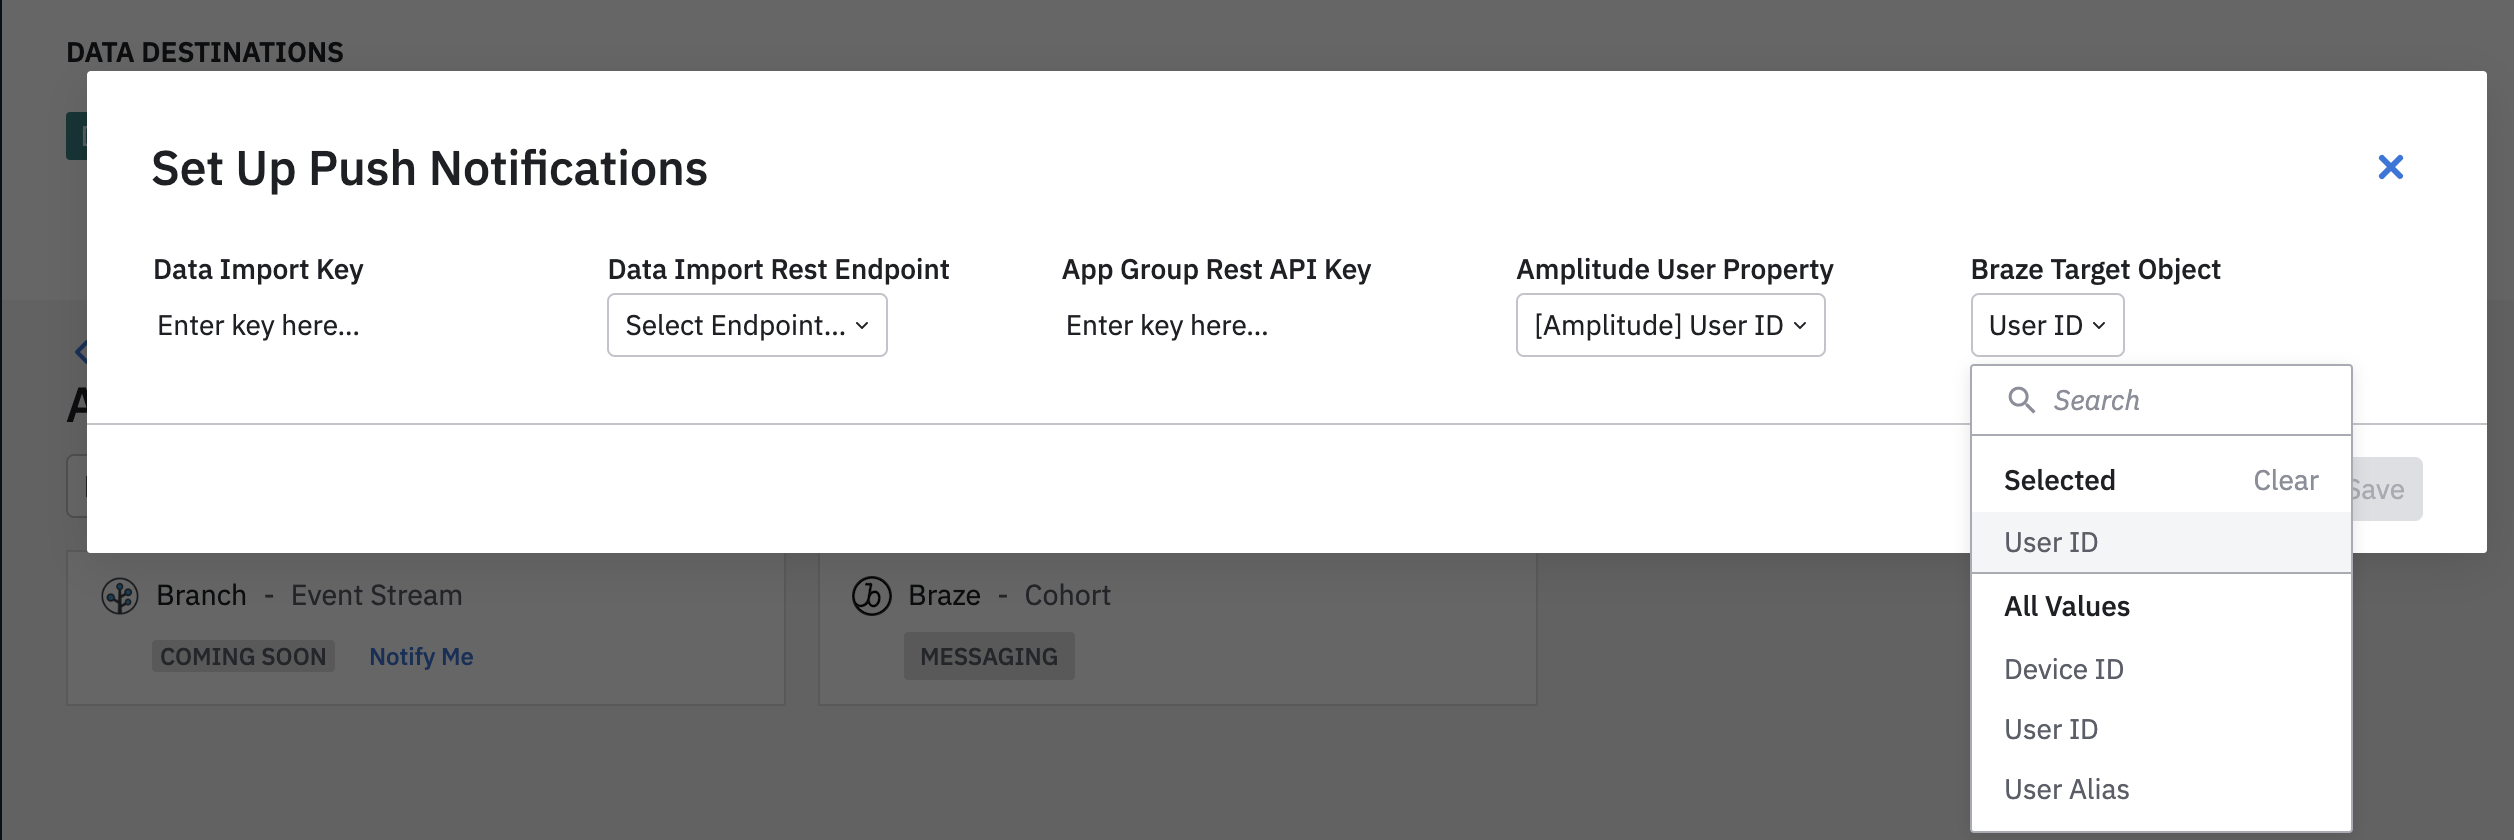 DATA DESTINATIONS
Set Up Push Notifications
Data Import Key
Enter key here...
Data Import Rest Endpoint
Select Endpoint...
App Group Rest API Key
Enter key here...
Amplitude User Property
[Amplitude] User ID
Braze Target Object
User ID
Search
Selected Clear
User ID
All Values
Device ID
User ID
User Alias
Save
Branch - Event Stream
COMING SOON Notify Me
Braze - Cohort
MESSAGING